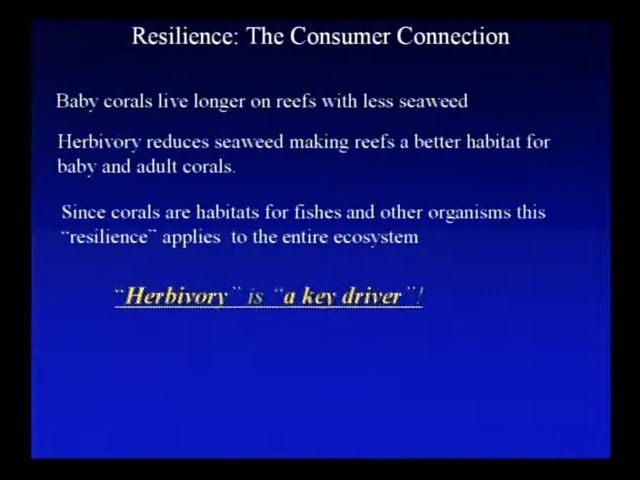 Resilience: The Consumer Connection
Baby corals live longer on reefs with less seaweed
Herbivory reduces seaweed making reefs a better habitat for
baby and adult corals.
Since corals are habitats for fishes and other organisms this
“resilience” applies to the entire ecosystem
“Herbivory” is “a key driver”!